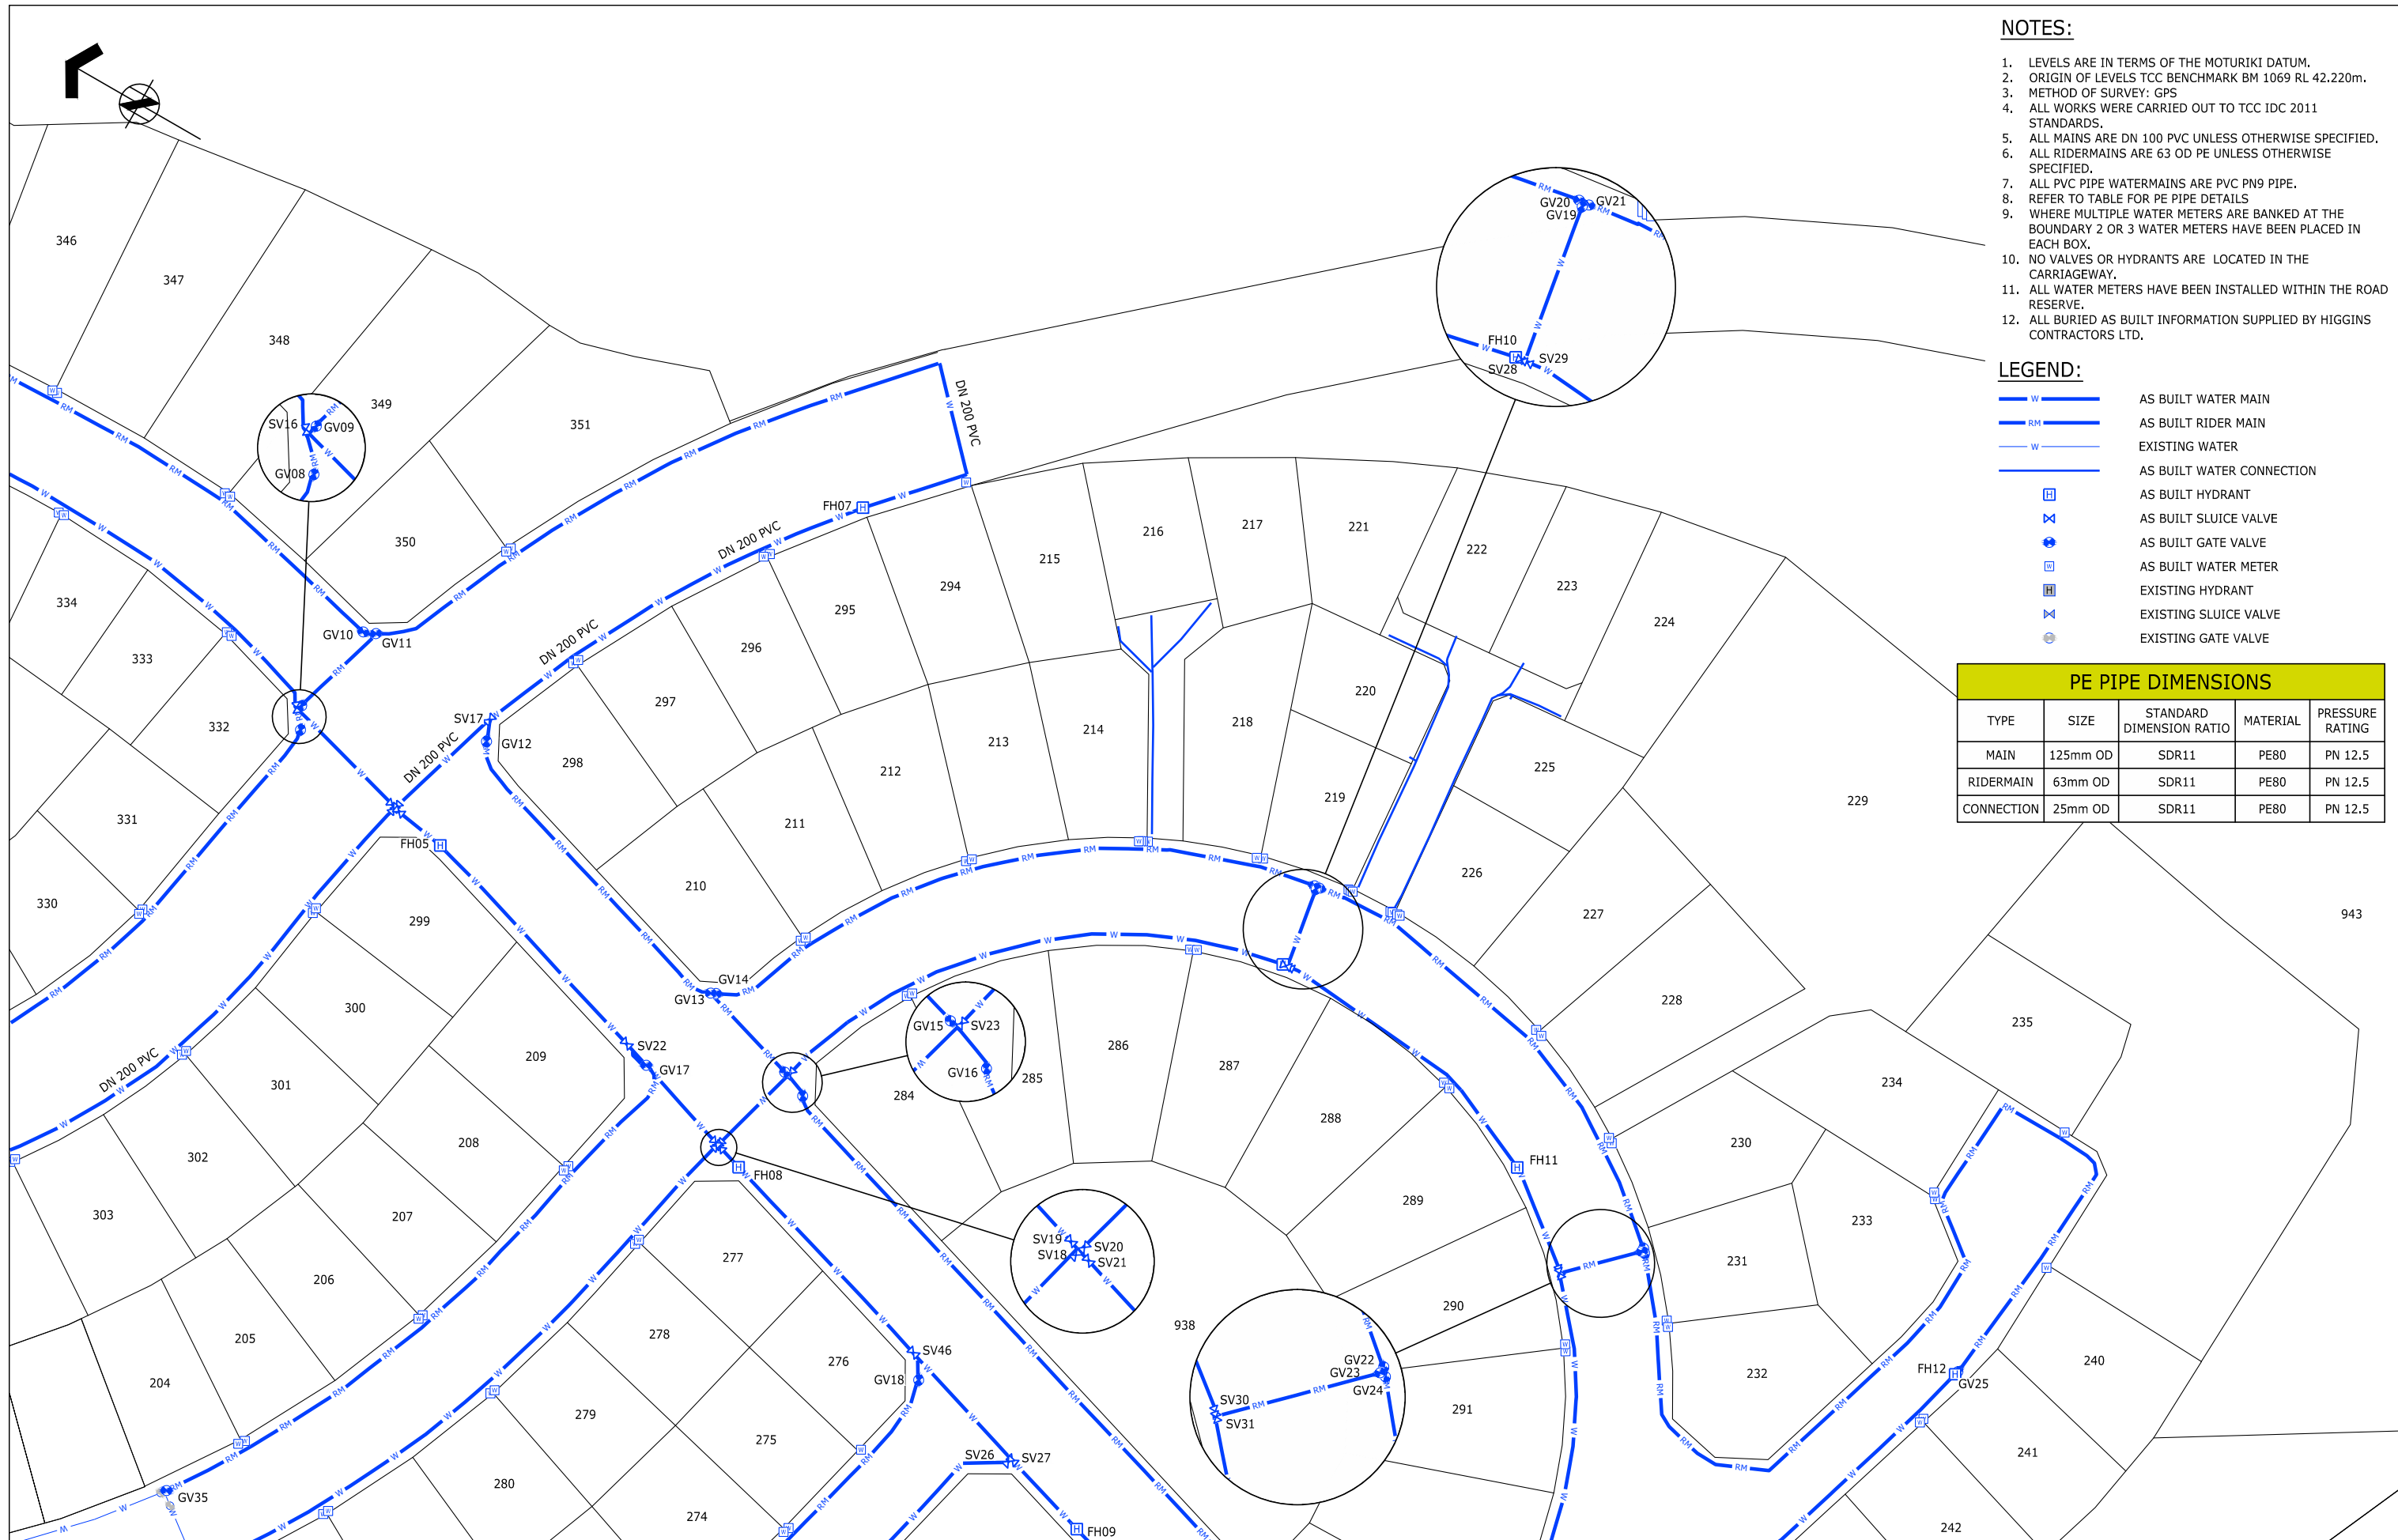 NOTES:
1. LEVELS ARE IN TERMS OF THE MOTURIKI DATUM.
2. ORIGIN OF LEVELS TCC BENCHMARK BM 1069 RL 42.220m.
3. METHOD OF SURVEY: GPS
4. ALL WORKS WERE CARRIED OUT TO TCC IDC 2011
STANDARDS.
5. ALL MAINS ARE DN 100 PVC UNLESS OTHERWISE SPECIFIED.
6. ALL RIDERMAINS ARE 63 OD PE UNLESS OTHERWISE
SPECIFIED.
7. ALL PVC PIPE WATERMAINS ARE PVC PN9 PIPE.
8. REFER TO TABLE FOR PE PIPE DETAILS
9. WHERE MULTIPLE WATER METERS ARE BANKED AT THE
BOUNDARY 2 OR 3 WATER METERS HAVE BEEN PLACED IN
EACH BOX.
10. NO VALVES OR HYDRANTS ARE LOCATED IN THE
CARRIAGEWAY.
11. ALL WATER METERS HAVE BEEN INSTALLED WITHIN THE ROAD
RESERVE.
12. ALL BURIED AS BUILT INFORMATION SUPPLIED BY HIGGINS
CONTRACTORS LTD.
LEGEND:
W AS BUILT WATER MAIN
RM AS BUILT RIDER MAIN
W EXISTING WATER
AS BUILT WATER CONNECTION
H AS BUILT HYDRANT
AS BUILT SLUICE VALVE
AS BUILT GATE VALVE
W AS BUILT WATER METER
H EXISTING HYDRANT
EXISTING SLUICE VALVE
EXISTING GATE VALVE
PE PIPE DIMENSIONS
TYPE SIZE STANDARD DIMENSION RATIO MATERIAL PRESSURE RATING
MAIN 125mm OD SDR11 PE80 PN 12.5
RIDERMAIN 63mm OD SDR11 PE80 PN 12.5
CONNECTION 25mm OD SDR11 PE80 PN 12.5
346
347
348
349
350
351
SV16
GV09
GV08
GV10
GV11
334
333
332
331
330
DN 200 PVC
DN 200 PVC
DN 200 PVC
DN 200 PVC
DN 200 PVC
FH07
SV17
GV12
FH05
GV20
GV21
GV19
FH10
SV29
SV28
216
217
221
222
223
224
215
294
295
296
297
298
214
213
212
211
210
218
220
219
225
226
227
228
229
943
299
300
301
302
303
209
208
207
206
205
204
GV14
GV13
SV22
GV17
GV15
SV23
GV16
284
285
286
287
288
289
290
291
938
FH08
SV19
SV20
SV18
SV21
FH11
235
234
230
233
231
232
240
241
242
277
278
276
279
275
280
274
SV46
GV18
SV26
SV27
FH09
SV30
SV31
GV22
GV23
GV24
FH12
GV25
GV35